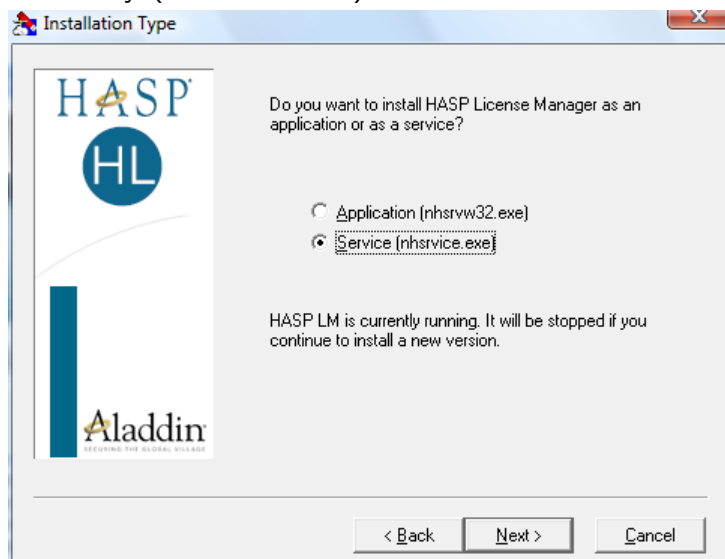 Installation Type
HASP
HL
Do you want to install HASP License Manager as an
application or as a service?
Application (nhsrvw32.exe)
Service (nhsrvice.exe)
HASP LM is currently running. It will be stopped if you
continue to install a new version.
Aladdin
SECURING THE GLOBAL VILLAGE
< Back Next > Cancel